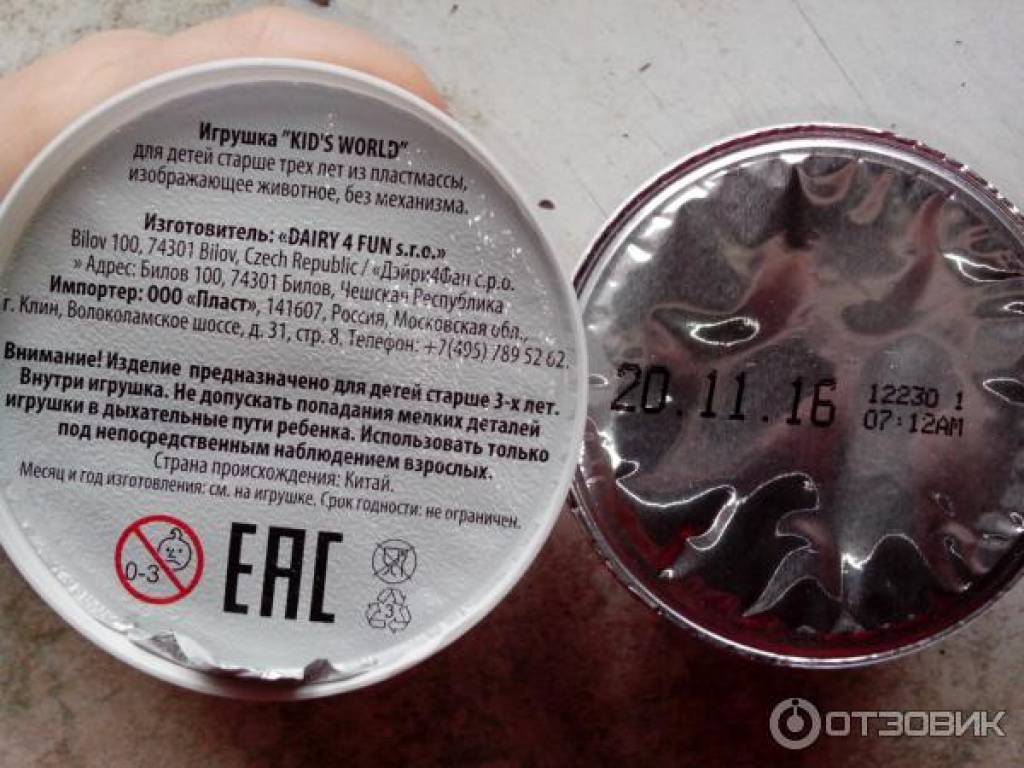 Игрушка "KID'S WORLD"
для детей старше трех лет из пластмассы,
изображающее животное, без механизма.
Изготовитель: «DAIRY 4 FUN s.r.o.»
Bilov 100, 74301 Bilov, Czech Republic / «Дэйри4Фан с.р.о.
» Адрес: Билов 100, 74301 Билов, Чешская Республика
Импортер: ООО «Пласт», 141607, Россия, Московская обл.,
г. Клин, Волоколамское шоссе, д. 31, стр. 8. Телефон: +7(495) 789 52 62.
Внимание! Изделие предназначено для детей старше 3-х лет.
Внутри игрушка. Не допускать попадания мелких деталей
игрушки в дыхательные пути ребенка. Использовать только
под непосредственным наблюдением взрослых.
Страна происхождения: Китай.
Месяц и год изготовления: см. на игрушке. Срок годности: не ограничен.
0-3
EAC
3
20.11.16
12230 1
07:12AM
ОТЗОВИК